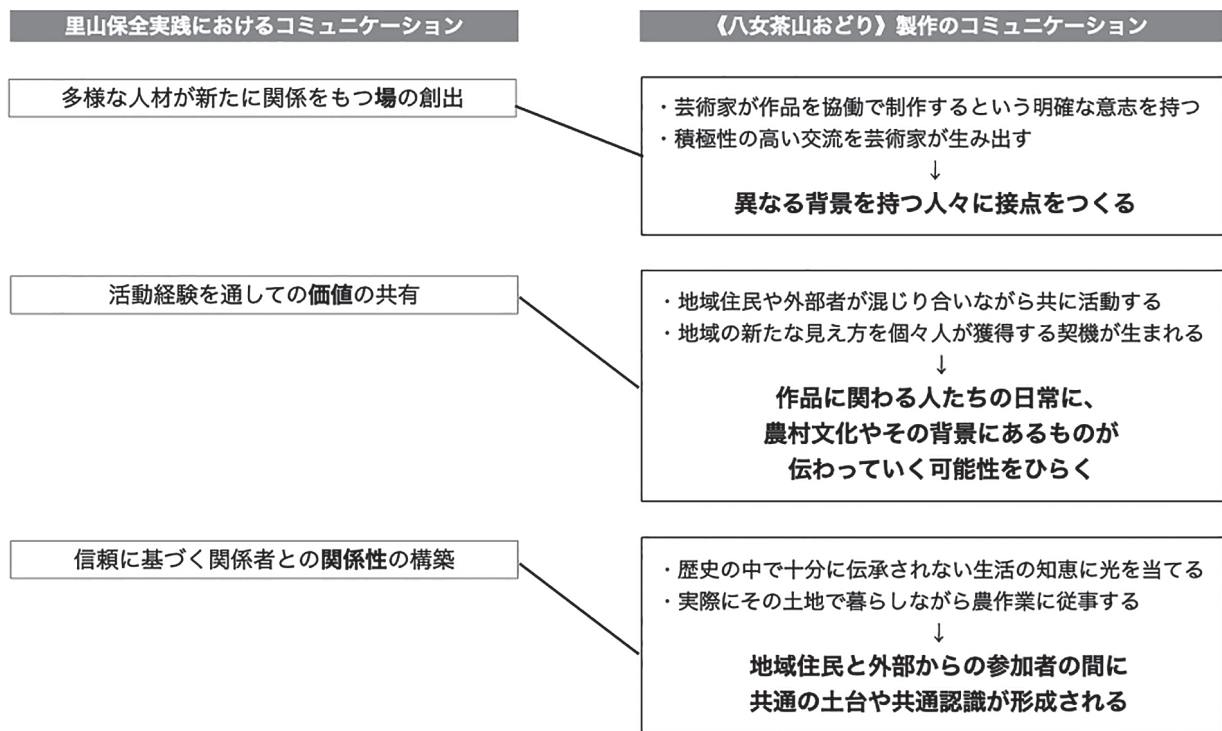 里山保全実践におけるコミュニケーション
《八女茶山おどり》製作のコミュニケーション
多様な人材が新たに関係をもつ場の創出
・芸術家が作品を協働で制作するという明確な意志を持つ
・積極性の高い交流を芸術家が生み出す
↓
異なる背景を持つ人々に接点をつくる
活動経験を通しての価値の共有
・地域住民や外部者が混じり合いながら共に活動する
・地域の新たな見え方を個々人が獲得する契機が生まれる
↓
作品に関わる人たちの日常に、
農村文化やその背景にあるものが
伝わっていく可能性をひらく
信頼に基づく関係者との関係性の構築
・歴史の中で十分に伝承されない生活の知恵に光を当てる
・実際にその土地で暮らしながら農作業に従事する
↓
地域住民と外部からの参加者の間に
共通の土台や共通認識が形成される